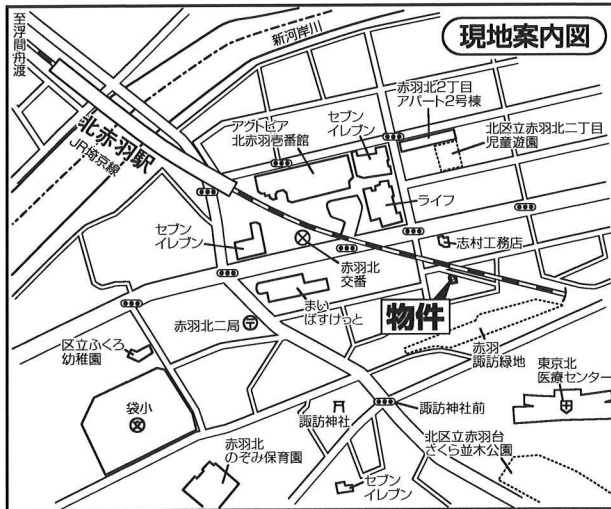 現地案内図
至浮間舟渡
新河岸川
北赤羽駅
JR埼京線
アクトピア
北赤羽壱番館
セブン
イレブン
赤羽北2丁目
アパート2号棟
北区立赤羽北二丁目
児童遊園
ライフ
セブン
イレブン
赤羽北
交番
志村工務店
まい
ばすけっと
物件
赤羽北二局
区立ふくろ
幼稚園
赤羽
諏訪緑地
東京北
医療センター
袋小
諏訪神社
諏訪神社前
赤羽北
のぞみ保育園
セブン
イレブン
北区立赤羽台
さくら並木公園